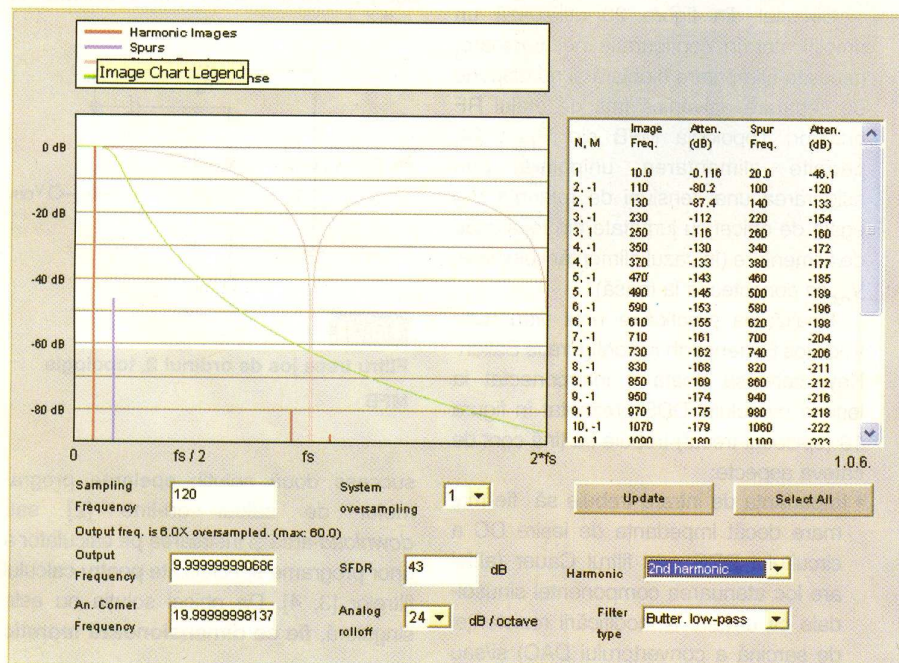 Harmonic Images
Spurs
Image Chart Legend
nse
0 dB
-20 dB
-40 dB
-60 dB
-80 dB
0 fs / 2 fs 2*fs
N, M Image Freq. Atten. (dB) Spur Freq. Atten. (dB)
1 10.0 -0.116 20.0 -46.1
2, -1 110 -80.2 100 -120
2, 1 130 -87.4 140 -133
3, -1 230 -112 220 -154
3, 1 250 -116 260 -160
4, -1 350 -130 340 -172
4, 1 370 -133 380 -177
5, -1 470 -143 460 -185
5, 1 490 -145 500 -189
6, -1 590 -153 580 -196
6, 1 610 -155 620 -198
7, -1 710 -161 700 -204
7, 1 730 -162 740 -206
8, -1 830 -168 820 -211
8, 1 850 -169 860 -212
9, -1 950 -174 940 -216
9, 1 970 -175 980 -218
10, -1 1070 -179 1060 -222
10, 1 1090 -180 1100 -223
1.0.6.
Sampling Frequency 120
System oversampling 1
Update
Select All
Output freq. is 6.0X oversampled. (max: 60.0)
Output Frequency 9.9999999990686
SFDR 43 dB
Harmonic 2nd harmonic
An. Corner Frequency 19.99999998137
Analog rolloff 24 dB / octave
Filter type Butter. low-pass